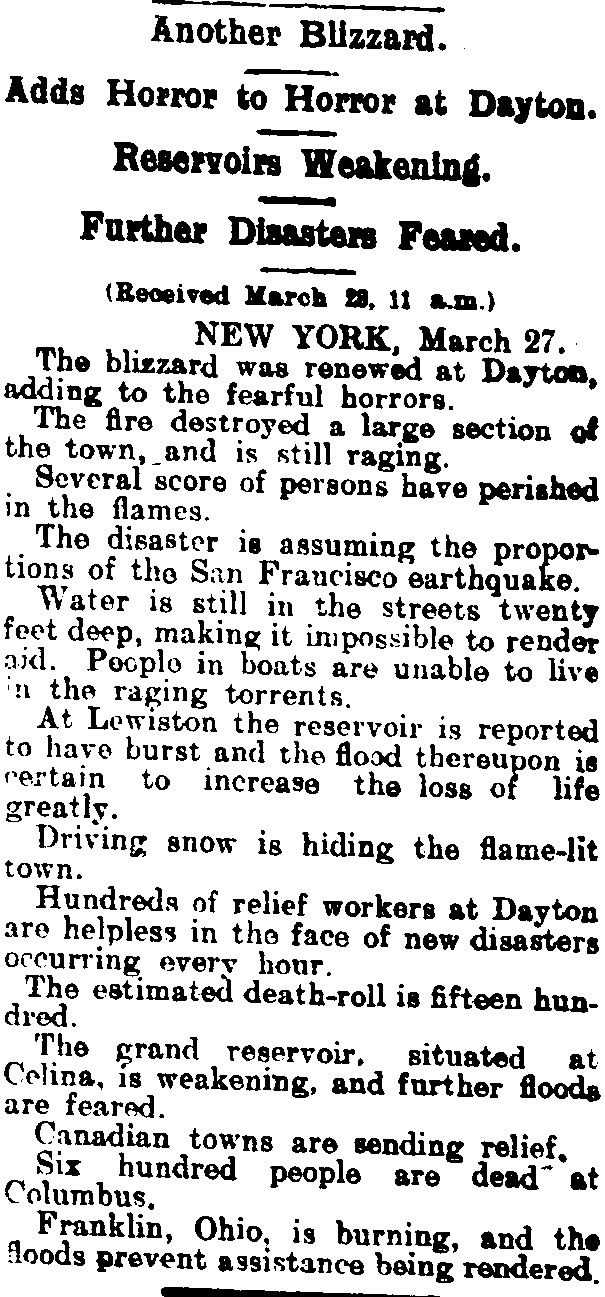 Another Blizzard.
Adds Horror to Horror at Dayton.
Reservoirs Weakening.
Further Disasters Feared.
(Received March 28, 11 a.m.)
NEW YORK, March 27.
The blizzard was renewed at Dayton,
adding to the fearful horrors.
The fire destroyed a large section of
the town, and is still raging.
Several score of persons have perished
in the flames.
The disaster is assuming the propor-
tions of the San Francisco earthquake.
Water is still in the streets twenty
feet deep, making it impossible to render
aid. People in boats are unable to live
in the raging torrents.
At Lewiston the reservoir is reported
to have burst and the flood thereupon is
certain to increase the loss of life
greatly.
Driving snow is hiding the flame-lit
town.
Hundreds of relief workers at Dayton
are helpless in the face of new disasters
occurring every hour.
The estimated death-roll is fifteen hun-
dred.
The grand reservoir, situated at
Celina, is weakening, and further floods
are feared.
Canadian towns are sending relief.
Six hundred people are dead at
Columbus.
Franklin, Ohio, is burning, and the
floods prevent assistance being rendered.